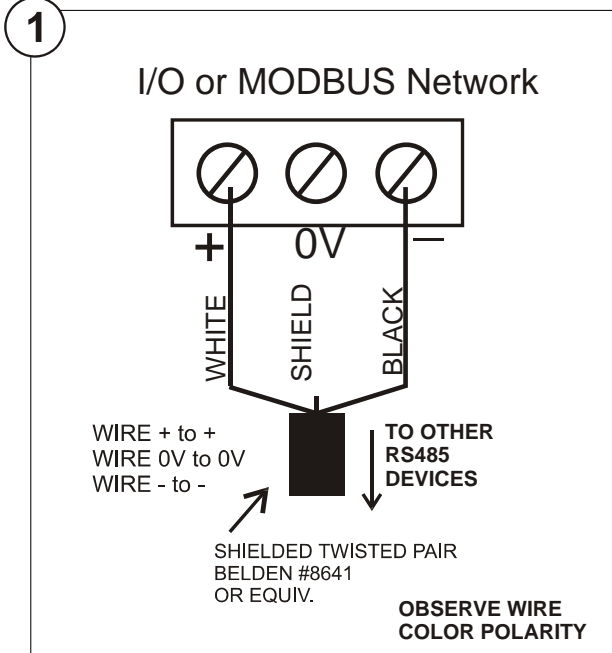 1
I/O or MODBUS Network
+ 0V –
WHITE
SHIELD
BLACK
WIRE + to +
WIRE 0V to 0V
WIRE - to -
TO OTHER
RS485
DEVICES
SHIELDED TWISTED PAIR
BELDEN #8641
OR EQUIV.
OBSERVE WIRE
COLOR POLARITY